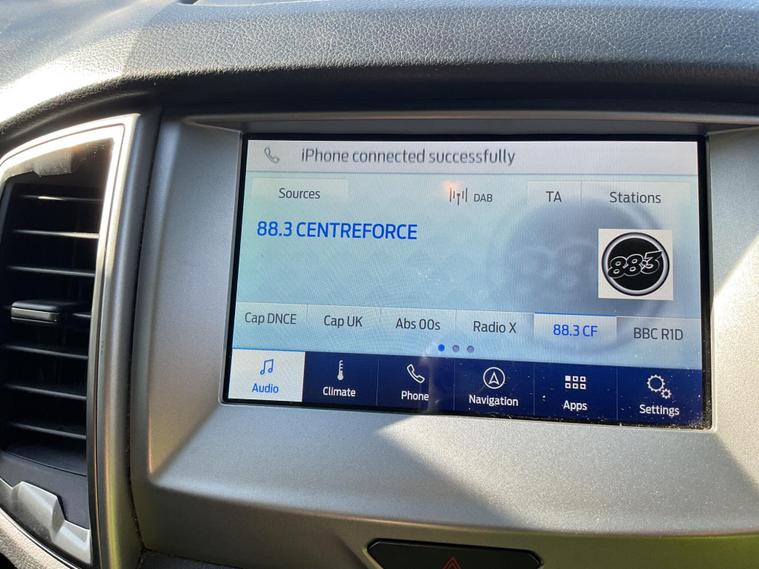 iPhone connected successfully
Sources DAB TA Stations
88.3 CENTREFORCE
883
Cap DNCE Cap UK Abs 00s Radio X 88.3 CF BBC R1D
Audio Climate Phone Navigation Apps Settings